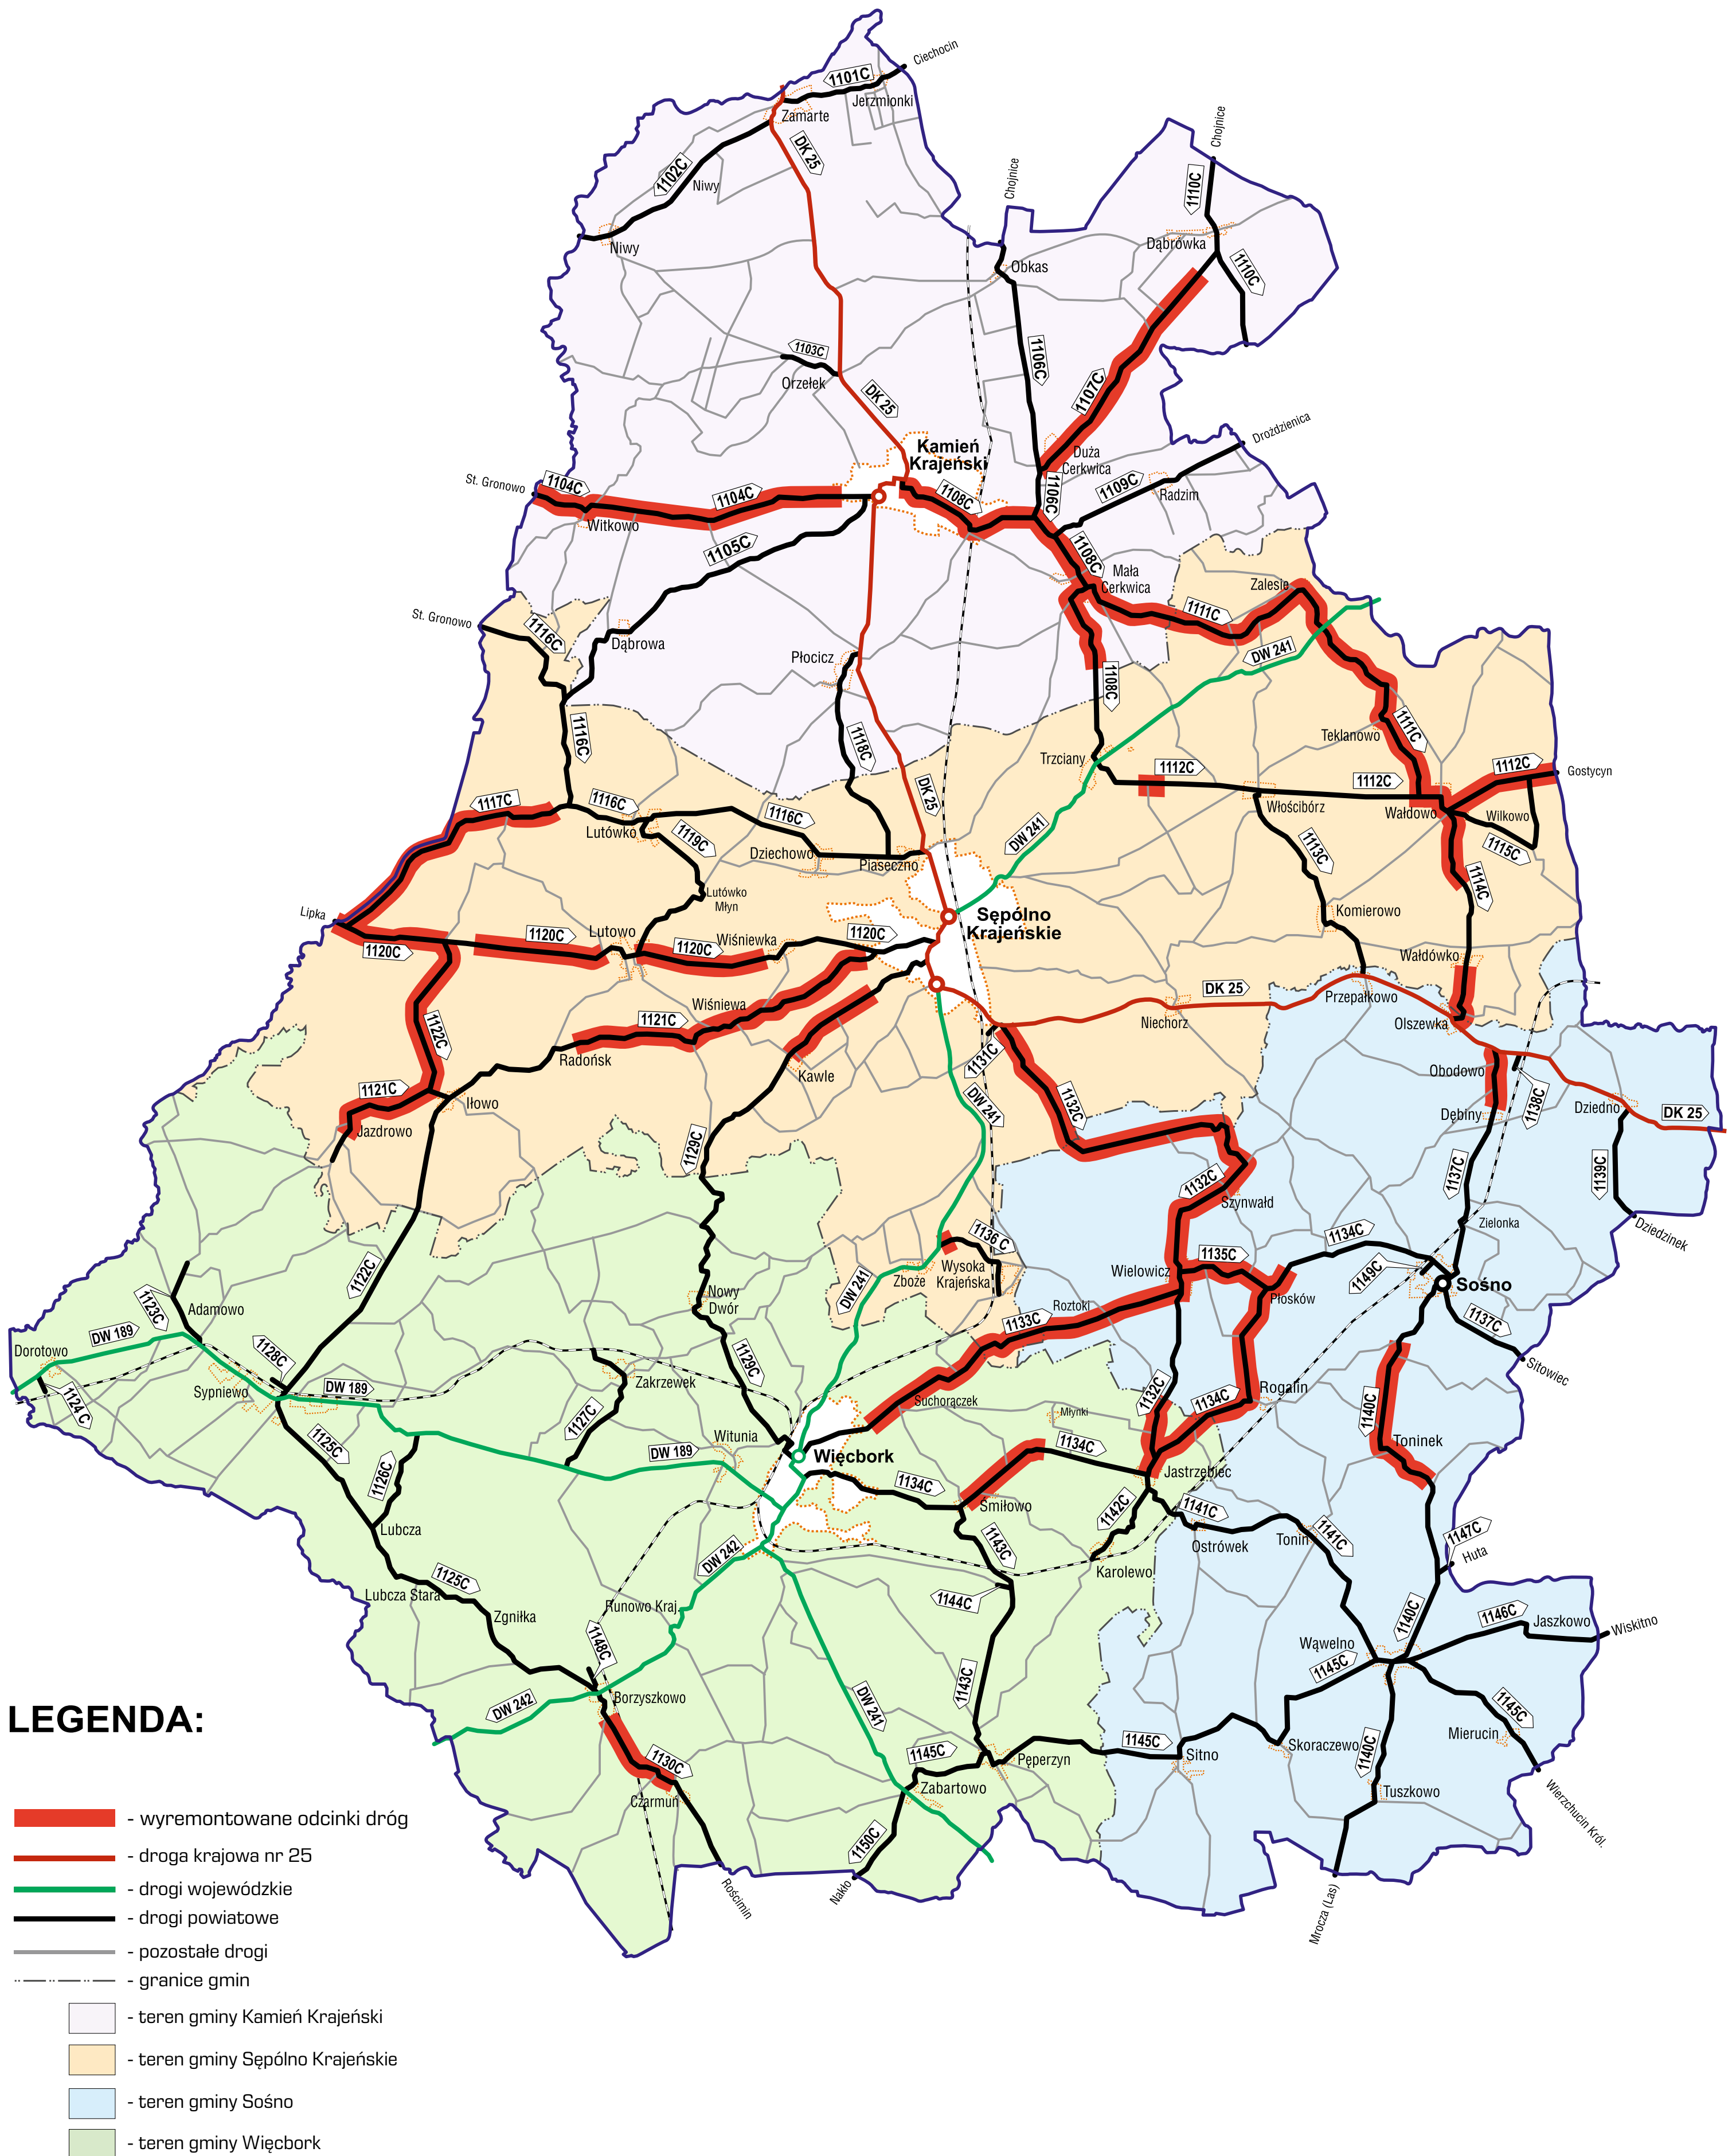 Ciechocin
1101C
Jerzmionki
Zamarte
DK 25
1102C
Niwy
Niwy
Chojnice
Chojnice
1110C
Dąbrówka
1110C
Obkas
1103C
Orzełek
DK 25
1106C
1107C
Kamień
Krajeński
Duża
Cerkwica
Drożdzienica
St. Gronowo
1104C
1104C
Witkowo
1108C
1106C
1109C
Radzim
1105C
1108C
Mała
Cerkwica
Zalesie
St. Gronowo
1116C
Dąbrowa
1111C
DW 241
Płocicz
1108C
1116C
1118C
Teklanowo
1111C
Trzciany
1112C
1112C
1112C
Gostycyn
DK 25
Włościbórz
Wałdowo
Wilkowo
1117C
1116C
Lutówko
1116C
1119C
Dziechowo
Piaseczno
DW 241
1113C
1115C
1114C
Lutówko
Młyn
Komierowo
Lipka
Sępólno
Krajeńskie
1120C
1120C
Lutowo
1120C
Wiśniewka
1120C
Wałdówko
DK 25
Przepałkowo
Niechorz
Olszewka
Wiśniewa
1121C
1122C
Radońsk
Kawle
1131C
Obodowo
1121C
Iłowo
Jazdrowo
DW 241
1132C
Dębiny
1138C
Dziedno
DK 25
1129C
1137C
1139C
1132C
Szynwałd
Zielonka
Dziedzinek
1136 C
Wysoka
Krajeńska
Zboże
1134C
1135C
Wielowicz
1149C
Sośno
1122C
1123C
Adamowo
DW 241
Nowy
Dwór
Roztoki
1133C
Płosków
1137C
Sitowiec
DW 189
Dorotowo
1128C
1124 C
Sypniewo
DW 189
1129C
Zakrzewek
1127C
Suchorączek
Młynki
1132C
1134C
Rogalin
1140C
1125C
1126C
Witunia
DW 189
Więcbork
1134C
Toninek
1134C
Jastrzębiec
Śmiłowo
1142C
1141C
Lubcza
1143C
Ostrówek
Tonin
1141C
1147C
Huta
DW 242
Karolewo
Lubcza Stara
1125C
Zgniłka
Runowo Kraj.
1144C
1140C
1146C
Jaszkowo
Wiskitno
1148C
Wąwelno
1145C
1143C
Borzyszkowo
DW 242
DW 241
1145C
Mierucin
1145C
1145C
Sitno
Skoraczewo
1140C
Pęperzyn
1130C
Zabartowo
Tuszkowo
Czarmuń
Wierzchucin Król.
1150C
Nakło
Rościmin
Mrocza (Las)
LEGENDA:
- wyremontowane odcinki dróg
- droga krajowa nr 25
- drogi wojewódzkie
- drogi powiatowe
- pozostałe drogi
- granice gmin
- teren gminy Kamień Krajeński
- teren gminy Sępólno Krajeńskie
- teren gminy Sośno
- teren gminy Więcbork